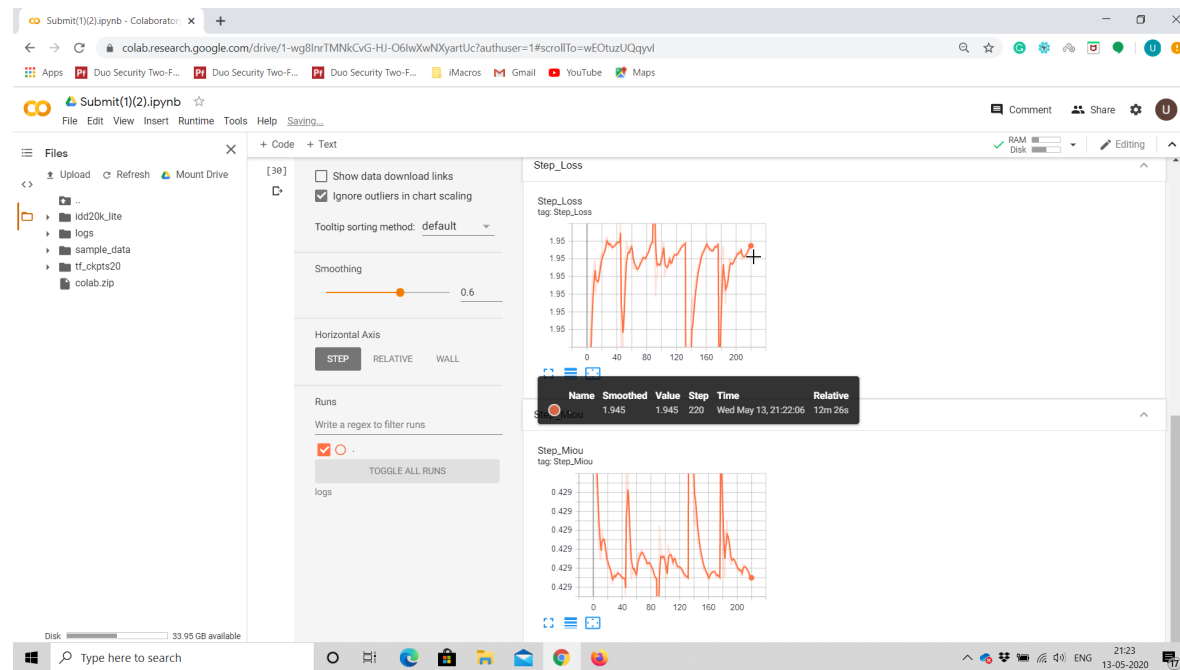 Submit(1)(2).ipynb - Colaborator
colab.research.google.com/drive/1-wg8InrTMNkCvG-HJ-O6IwXwNXyartUc?authuser=1#scrollTo=wEOtuzUQqyvI
Apps Duo Security Two-F... Duo Security Two-F... Duo Security Two-F... iMacros Gmail YouTube Maps
Submit(1)(2).ipynb
Comment Share U
File Edit View Insert Runtime Tools Help Saving...
Files
+ Code + Text
RAM
Disk
Editing
Upload Refresh Mount Drive
..
idd20k_lite
logs
sample_data
tf_ckpts20
colab.zip
Disk 33.95 GB available
[30]
Show data download links
Ignore outliers in chart scaling
Tooltip sorting method: default
Smoothing
0.6
Horizontal Axis
STEP RELATIVE WALL
Runs
Write a regex to filter runs
.
TOGGLE ALL RUNS
logs
Step_Loss
Step_Loss
tag: Step_Loss
1.95
1.95
1.95
1.95
1.95
1.95
0 40 80 120 160 200
Name Smoothed Value Step Time Relative
. 1.945 1.945 220 Wed May 13, 21:22:06 12m 26s
Step_Miou
Step_Miou
tag: Step_Miou
0.429
0.429
0.429
0.429
0.429
0.429
0 40 80 120 160 200
Type here to search
ENG
21:23
13-05-2020
17